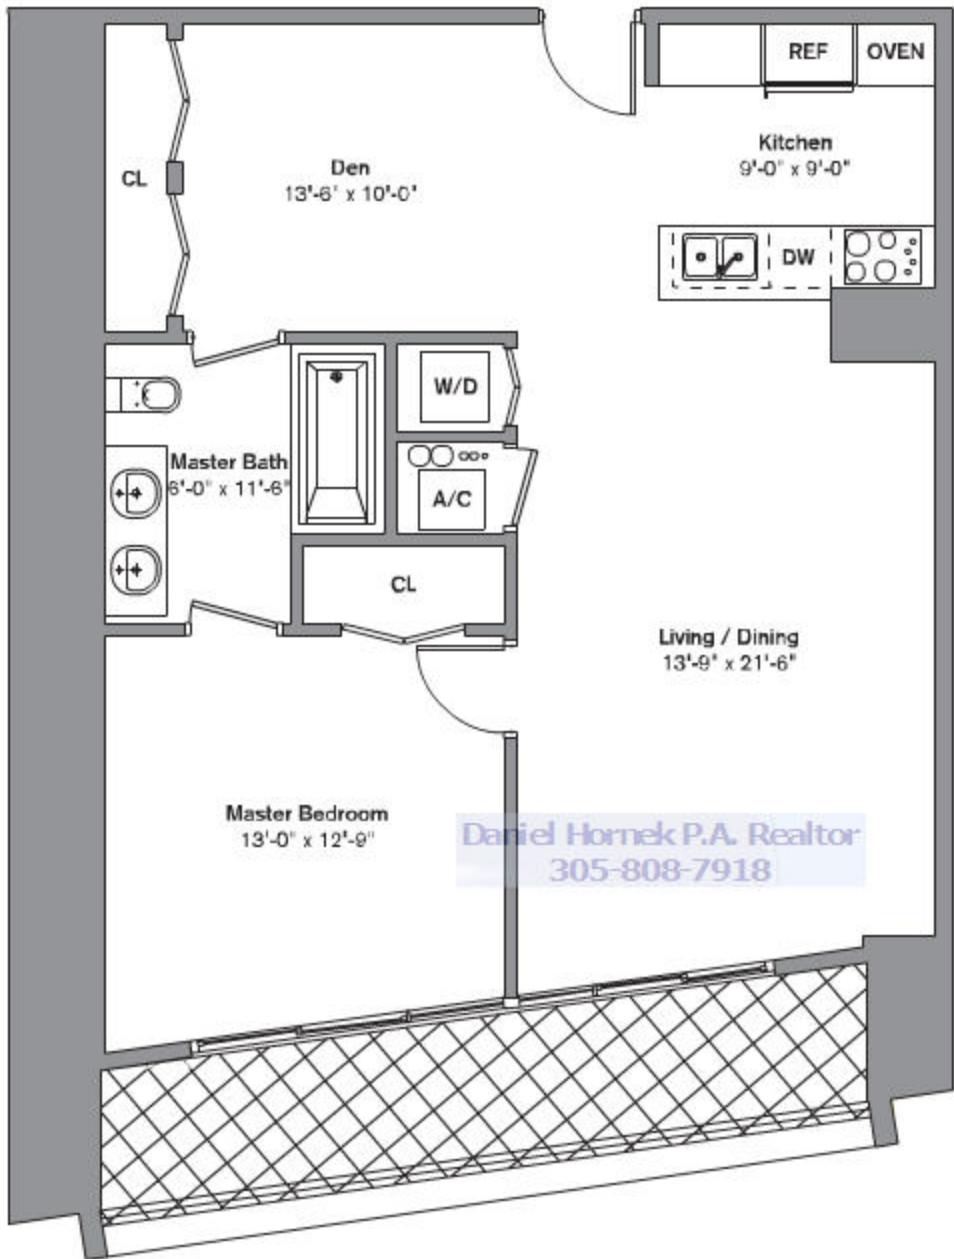 REF OVEN
Kitchen
9'-0" x 9'-0"
Den
13'-6" x 10'-0"
CL
DW
W/D
Master Bath
6'-0" x 11'-6"
A/C
CL
Living / Dining
13'-9" x 21'-6"
Master Bedroom
13'-0" x 12'-9"
Daniel Hornek P.A. Realtor
305-808-7918